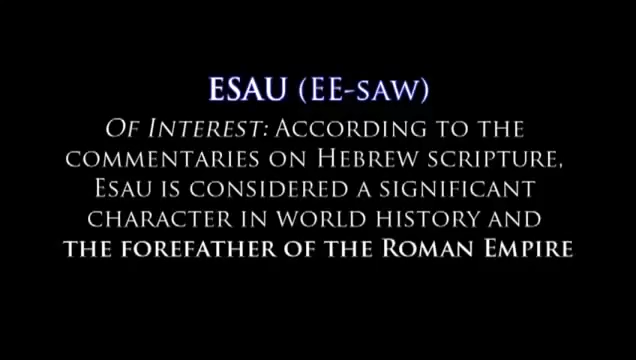 ESAU (EE-SAW)
OF INTEREST: ACCORDING TO THE
COMMENTARIES ON HEBREW SCRIPTURE,
ESAU IS CONSIDERED A SIGNIFICANT
CHARACTER IN WORLD HISTORY AND
THE FOREFATHER OF THE ROMAN EMPIRE